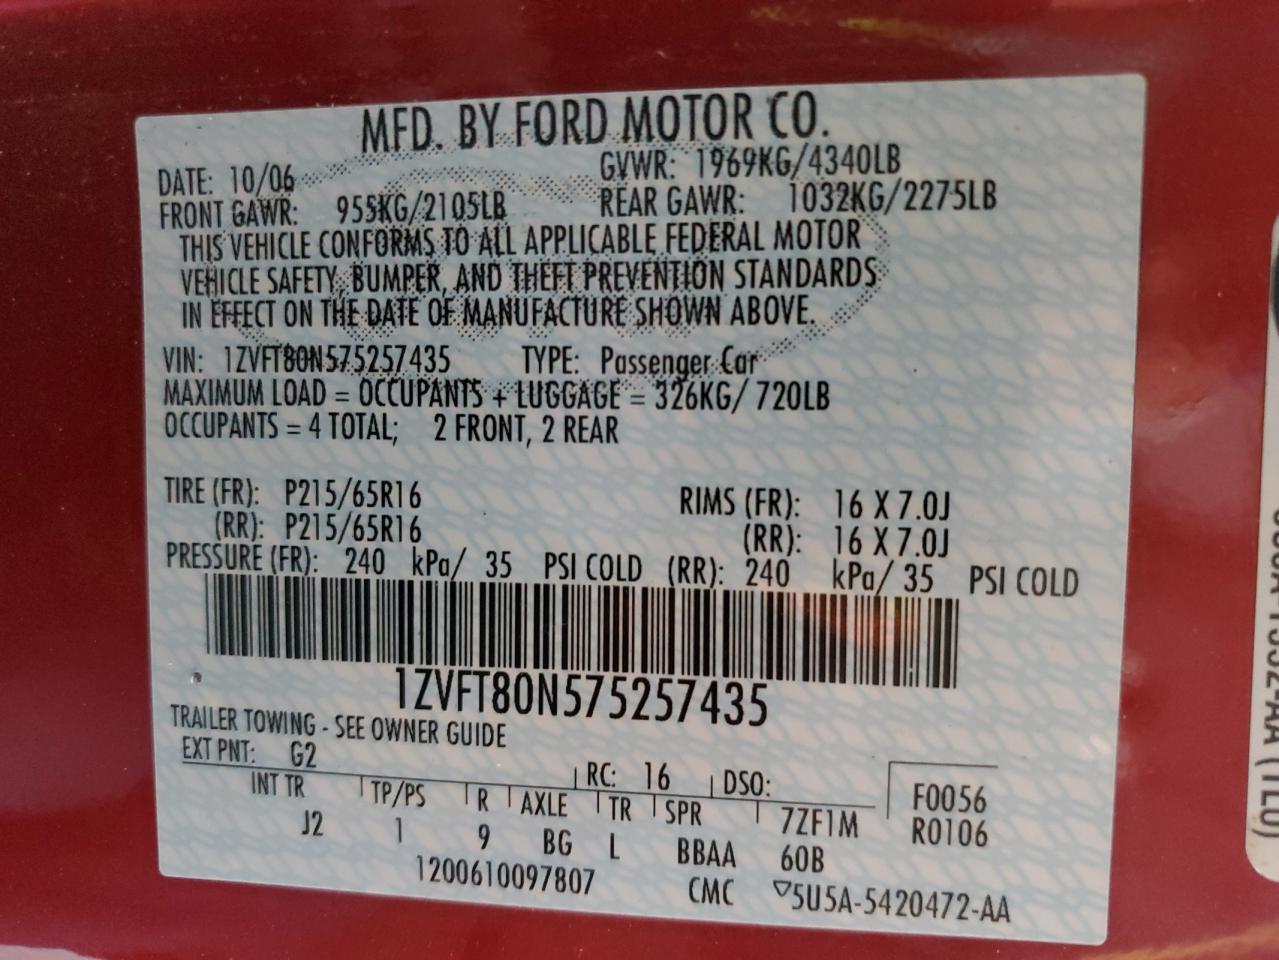 MFD. BY FORD MOTOR CO.
DATE: 10/06 GVWR: 1969KG/4340LB
FRONT GAWR: 955KG/2105LB REAR GAWR: 1032KG/2275LB
THIS VEHICLE CONFORMS TO ALL APPLICABLE FEDERAL MOTOR
VEHICLE SAFETY, BUMPER, AND THEFT PREVENTION STANDARDS
IN EFFECT ON THE DATE OF MANUFACTURE SHOWN ABOVE.
VIN: 1ZVFT80N575257435 TYPE: Passenger Car
MAXIMUM LOAD = OCCUPANTS + LUGGAGE = 326KG/ 720LB
OCCUPANTS = 4 TOTAL; 2 FRONT, 2 REAR
TIRE (FR): P215/65R16 RIMS (FR): 16 X 7.0J
(RR): P215/65R16 (RR): 16 X 7.0J
PRESSURE (FR): 240 kPa/ 35 PSI COLD (RR): 240 kPa/ 35 PSI COLD
1ZVFT80N575257435
TRAILER TOWING - SEE OWNER GUIDE
EXT PNT: G2 RC: 16 DSO:
INT TR TP/PS R AXLE TR SPR 7ZF1M F0056
J2 1 9 BG L BBAA 60B R0106
1200610097807 CMC ▽5U5A-5420472-AA
1532-AA (TL0)